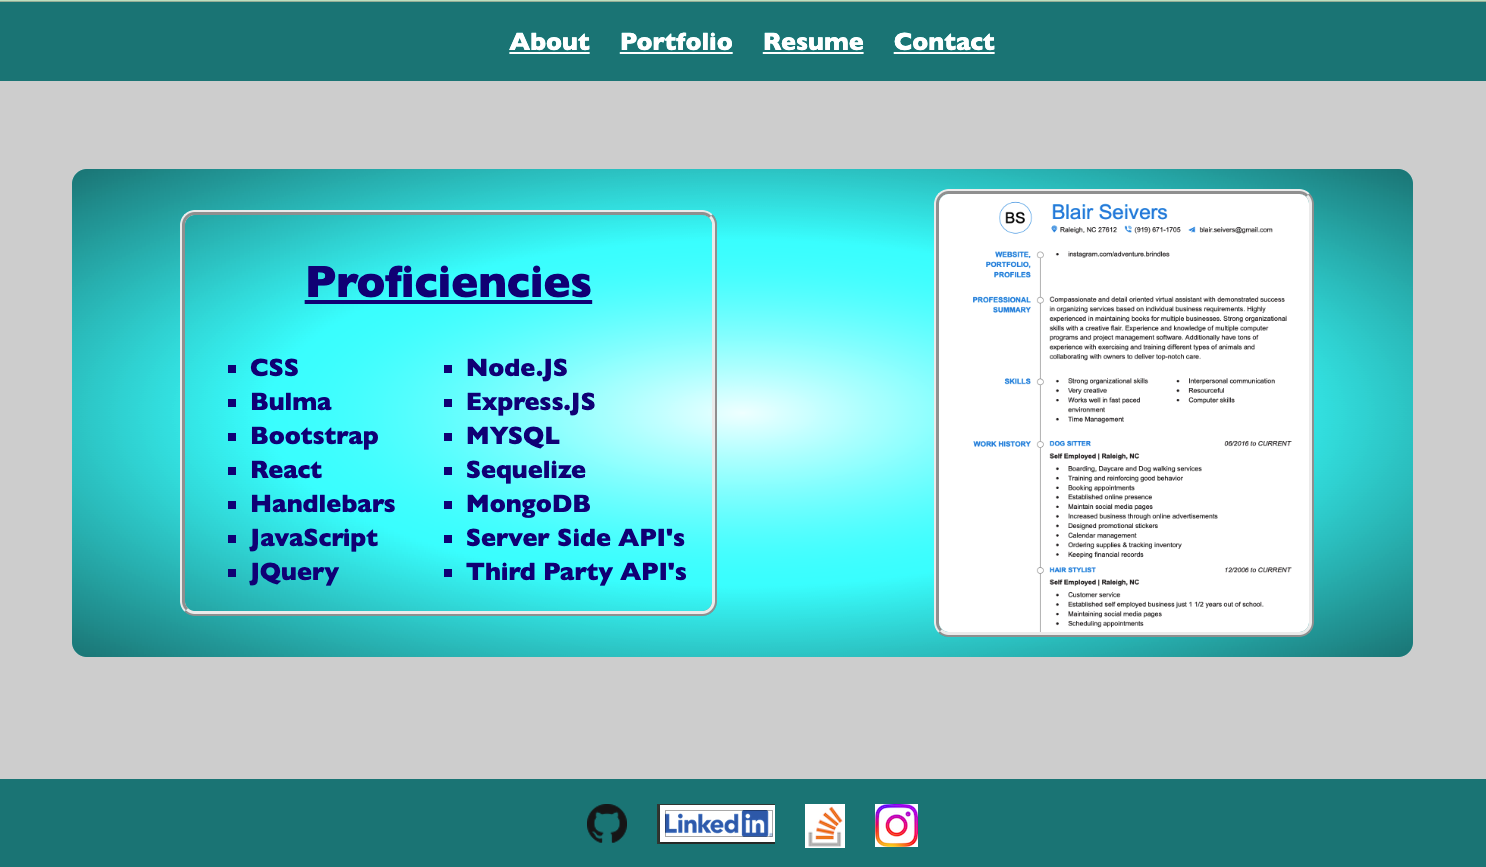 About Portfolio Resume Contact
Proficiencies
CSS
Bulma
Bootstrap
React
Handlebars
JavaScript
JQuery
Node.JS
Express.JS
MYSQL
Sequelize
MongoDB
Server Side API's
Third Party API's
BS
Blair Seivers
Raleigh, NC 27612 (919) 671-1705 blair.seivers@gmail.com
WEBSITE,
PORTFOLIO,
PROFILES
instagram.com/adventure.brindles
PROFESSIONAL
SUMMARY
Compassionate and detail oriented virtual assistant with demonstrated success
in organizing services based on individual business requirements. Highly
experienced in maintaining books for multiple businesses. Strong organizational
skills with a creative flair. Experience and knowledge of multiple computer
programs and project management software. Additionally have tons of
experience with exercising and training different types of animals and
collaborating with owners to deliver top-notch care.
SKILLS
Strong organizational skills
Very creative
Works well in fast paced
environment
Time Management
Interpersonal communication
Resourceful
Computer skills
WORK HISTORY
DOG SITTER 06/2016 to CURRENT
Self Employed | Raleigh, NC
Boarding, Daycare and Dog walking services
Training and reinforcing good behavior
Booking appointments
Established online presence
Maintain social media pages
Increased business through online advertisements
Designed promotional stickers
Calendar management
Ordering supplies & tracking inventory
Keeping financial records
HAIR STYLIST 12/2006 to CURRENT
Self Employed | Raleigh, NC
Customer service
Established self employed business just 1 1/2 years out of school.
Maintaining social media pages
Scheduling appointments
Linked in